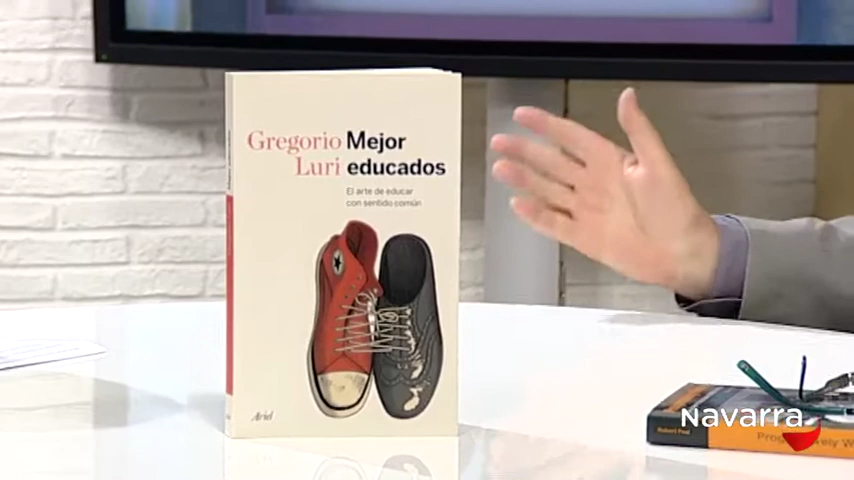 Gregorio Mejor
Luri educados
El arte de educar
con sentido común
Ariel
Navarra